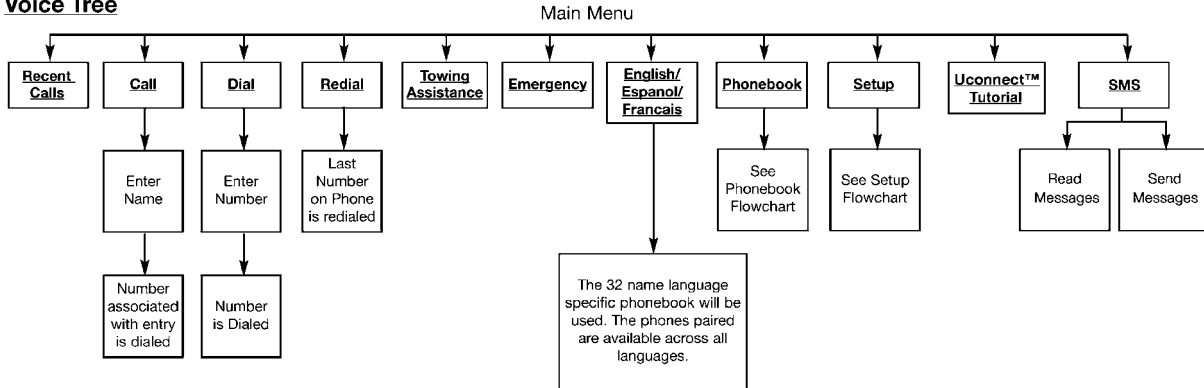 Voice Tree
Main Menu
Recent
Calls
Call
Dial
Redial
Towing
Assistance
Emergency
English/
Espanol/
Francais
Phonebook
Setup
Uconnect™
Tutorial
SMS
Enter
Name
Enter
Number
Last
Number
on Phone
is redialed
See
Phonebook
Flowchart
See Setup
Flowchart
Read
Messages
Send
Messages
Number
associated
with entry
is dialed
Number
is Dialed
The 32 name language
specific phonebook will be
used. The phones paired
are available across all
languages.